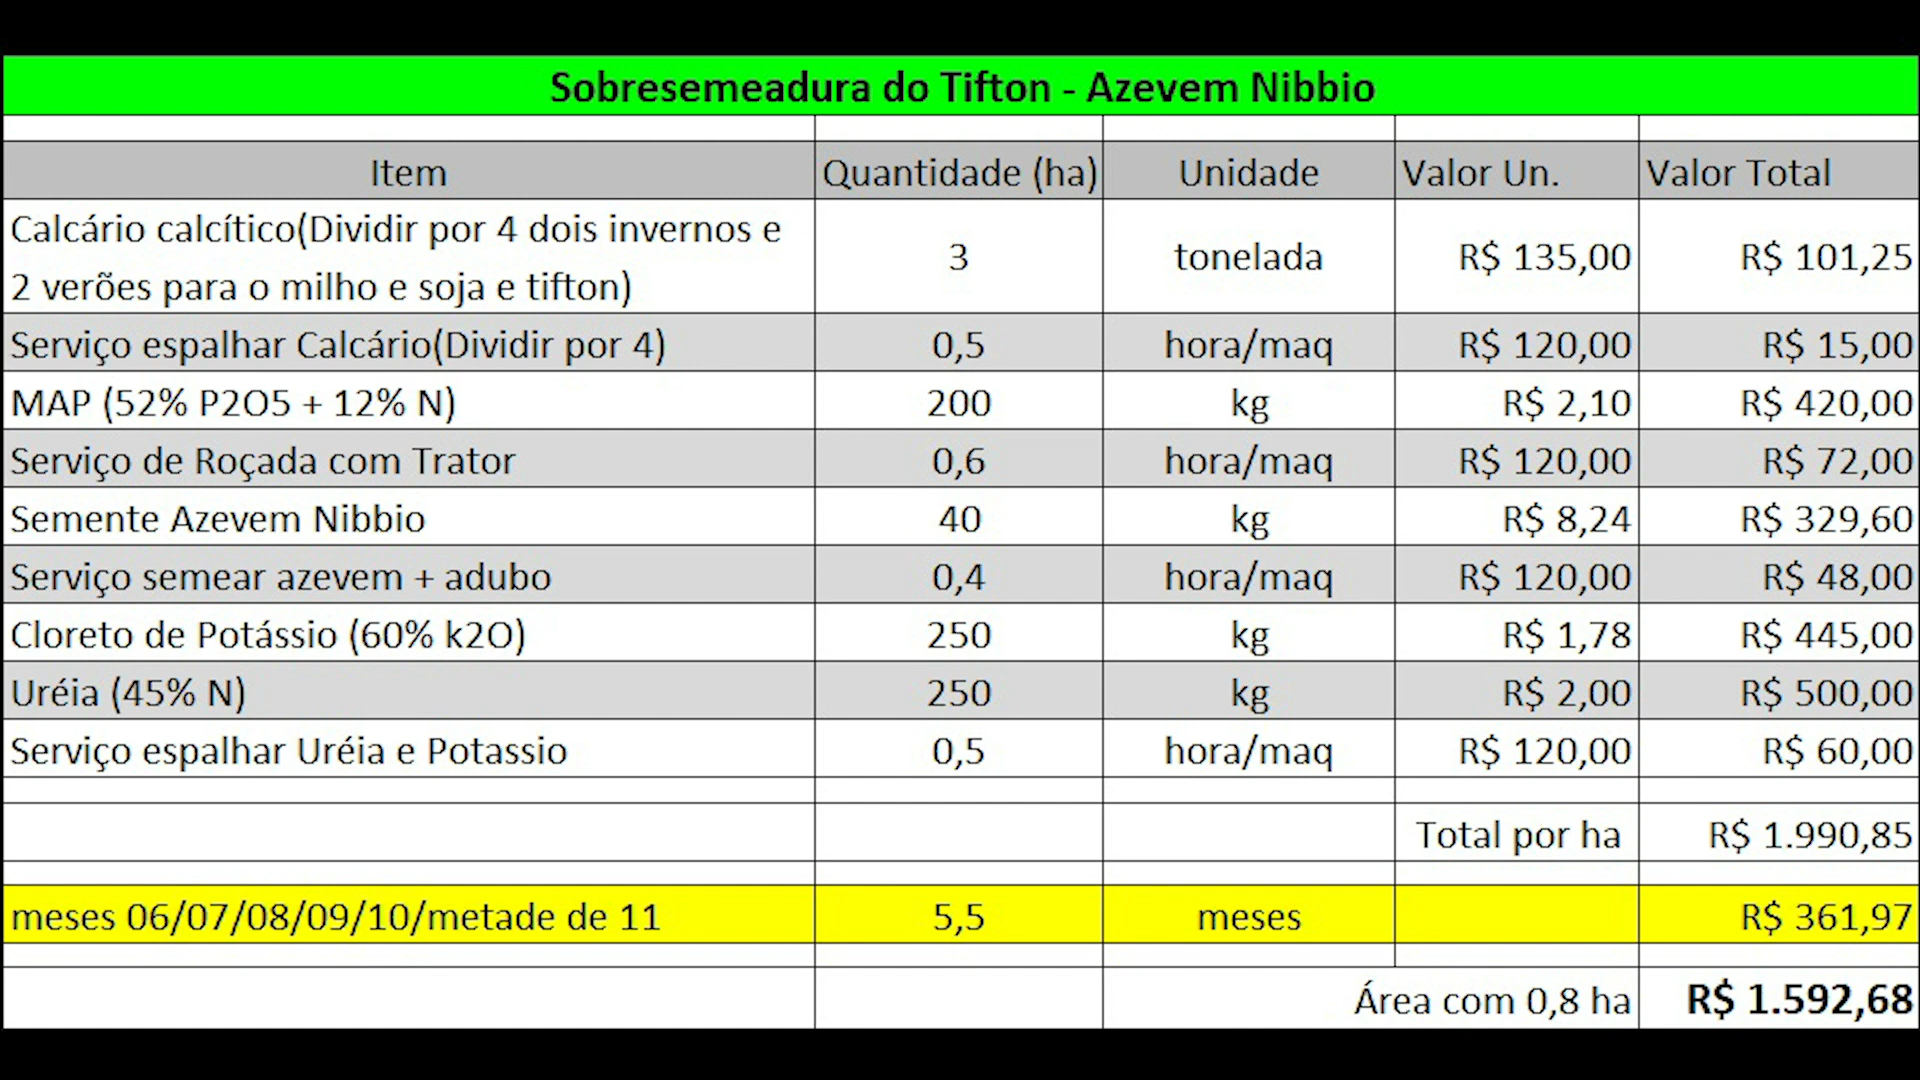 Sobresemeadura do Tifton - Azevem Nibbio
Item Quantidade (ha) Unidade Valor Un. Valor Total
Calcário calcítico(Dividir por 4 dois invernos e
2 verões para o milho e soja e tifton) 3 tonelada R$ 135,00 R$ 101,25
Serviço espalhar Calcário(Dividir por 4) 0,5 hora/maq R$ 120,00 R$ 15,00
MAP (52% P2O5 + 12% N) 200 kg R$ 2,10 R$ 420,00
Serviço de Roçada com Trator 0,6 hora/maq R$ 120,00 R$ 72,00
Semente Azevem Nibbio 40 kg R$ 8,24 R$ 329,60
Serviço semear azevem + adubo 0,4 hora/maq R$ 120,00 R$ 48,00
Cloreto de Potássio (60% k2O) 250 kg R$ 1,78 R$ 445,00
Uréia (45% N) 250 kg R$ 2,00 R$ 500,00
Serviço espalhar Uréia e Potassio 0,5 hora/maq R$ 120,00 R$ 60,00
Total por ha R$ 1.990,85
meses 06/07/08/09/10/metade de 11 5,5 meses R$ 361,97
Área com 0,8 ha R$ 1.592,68